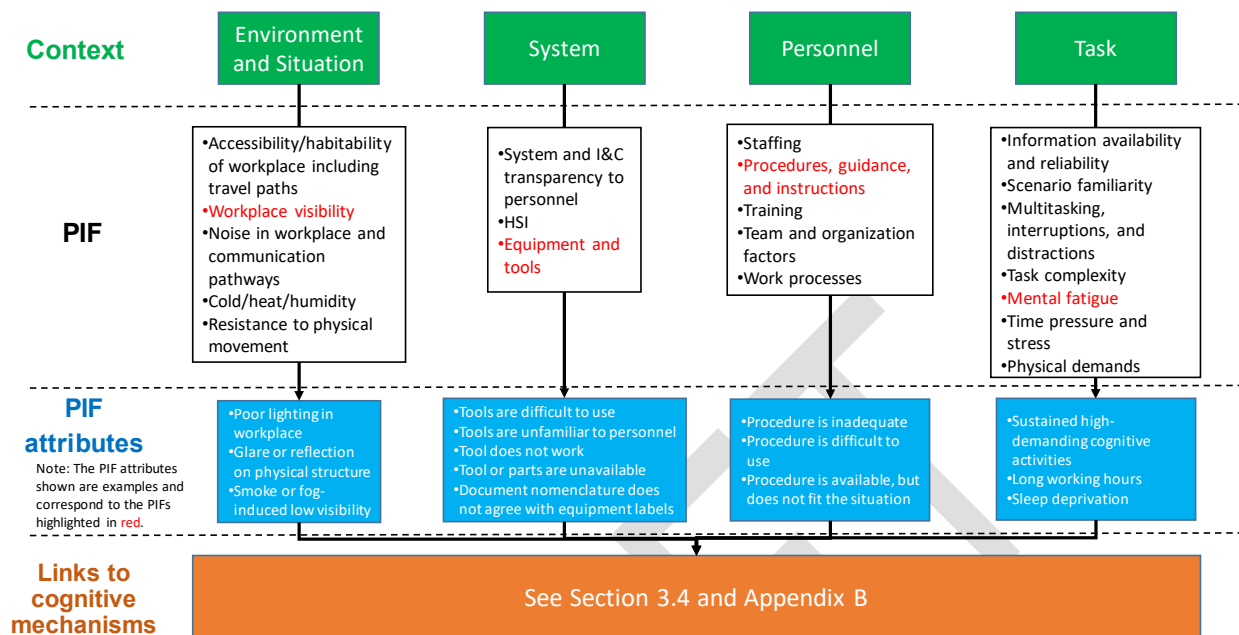 Context
Environment
and Situation
System
Personnel
Task
PIF
•Accessibility/habitability
of workplace including
travel paths
•Workplace visibility
•Noise in workplace and
communication
pathways
•Cold/heat/humidity
•Resistance to physical
movement
•System and I&C
transparency to
personnel
•HSI
•Equipment and
tools
•Staffing
•Procedures, guidance,
and instructions
•Training
•Team and organization
factors
•Work processes
•Information availability
and reliability
•Scenario familiarity
•Multitasking,
interruptions, and
distractions
•Task complexity
•Mental fatigue
•Time pressure and
stress
•Physical demands
PIF
attributes
Note: The PIF attributes
shown are examples and
correspond to the PIFs
highlighted in red.
•Poor lighting in
workplace
•Glare or reflection
on physical structure
•Smoke or fog-
induced low visibility
•Tools are difficult to use
•Tools are unfamiliar to personnel
•Tool does not work
•Tool or parts are unavailable
•Document nomenclature does
not agree with equipment labels
•Procedure is inadequate
•Procedure is difficult to
use
•Procedure is available, but
does not fit the situation
•Sustained high-
demanding cognitive
activities
•Long working hours
•Sleep deprivation
Links to
cognitive
mechanisms
See Section 3.4 and Appendix B